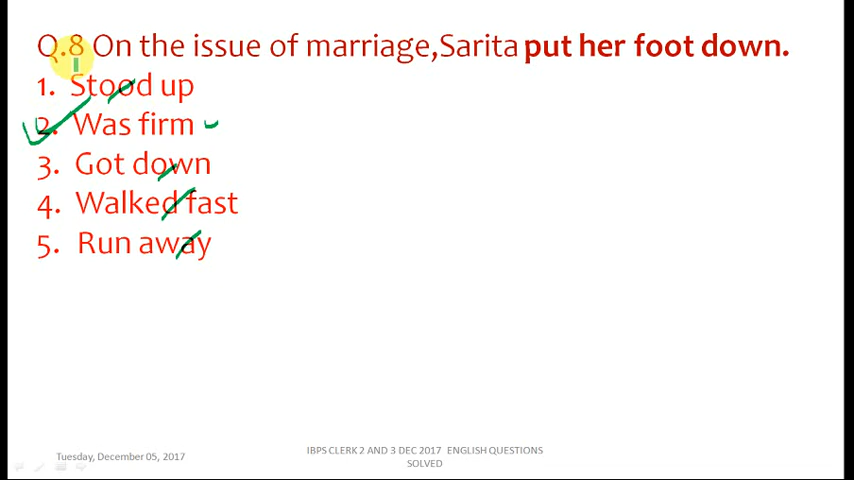 Q.8 On the issue of marriage,Sarita put her foot down.
1. Stood up
2. Was firm
3. Got down
4. Walked fast
5. Run away
Tuesday, December 05, 2017
IBPS CLERK 2 AND 3 DEC 2017 ENGLISH QUESTIONS
SOLVED